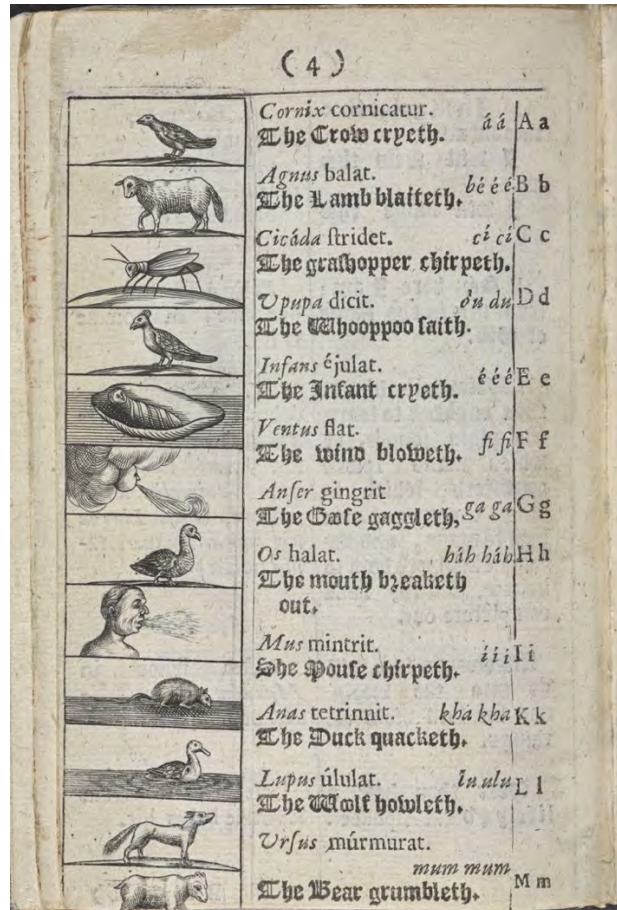 (4)
Cornix cornicatur. á á A a
The Crow cryeth.
Agnus balat. bé é é B b
The Lamb blaiteth.
Cicáda ſtridet. cí cí C c
The graſhopper chirpeth.
Upupa dicit. du du D d
The Whooppoo ſaith.
Infans éjulat. é é é E e
The Infant cryeth.
Ventus flat. fi fi F f
The wind bloweth.
Anſer gingrit ga ga G g
The Gooſe gaggleth,
Os halat. háh háh H h
The mouth breaketh
out.
Mus mintrit. í í í I i
The Mouſe chirpeth.
Anas tetrinnit. kha kha K k
The Duck quacketh.
Lupus úlulat. lu ulu L l
The Woolf howleth.
Urſus múrmurat.
mum mum M m
The Bear grumbleth.